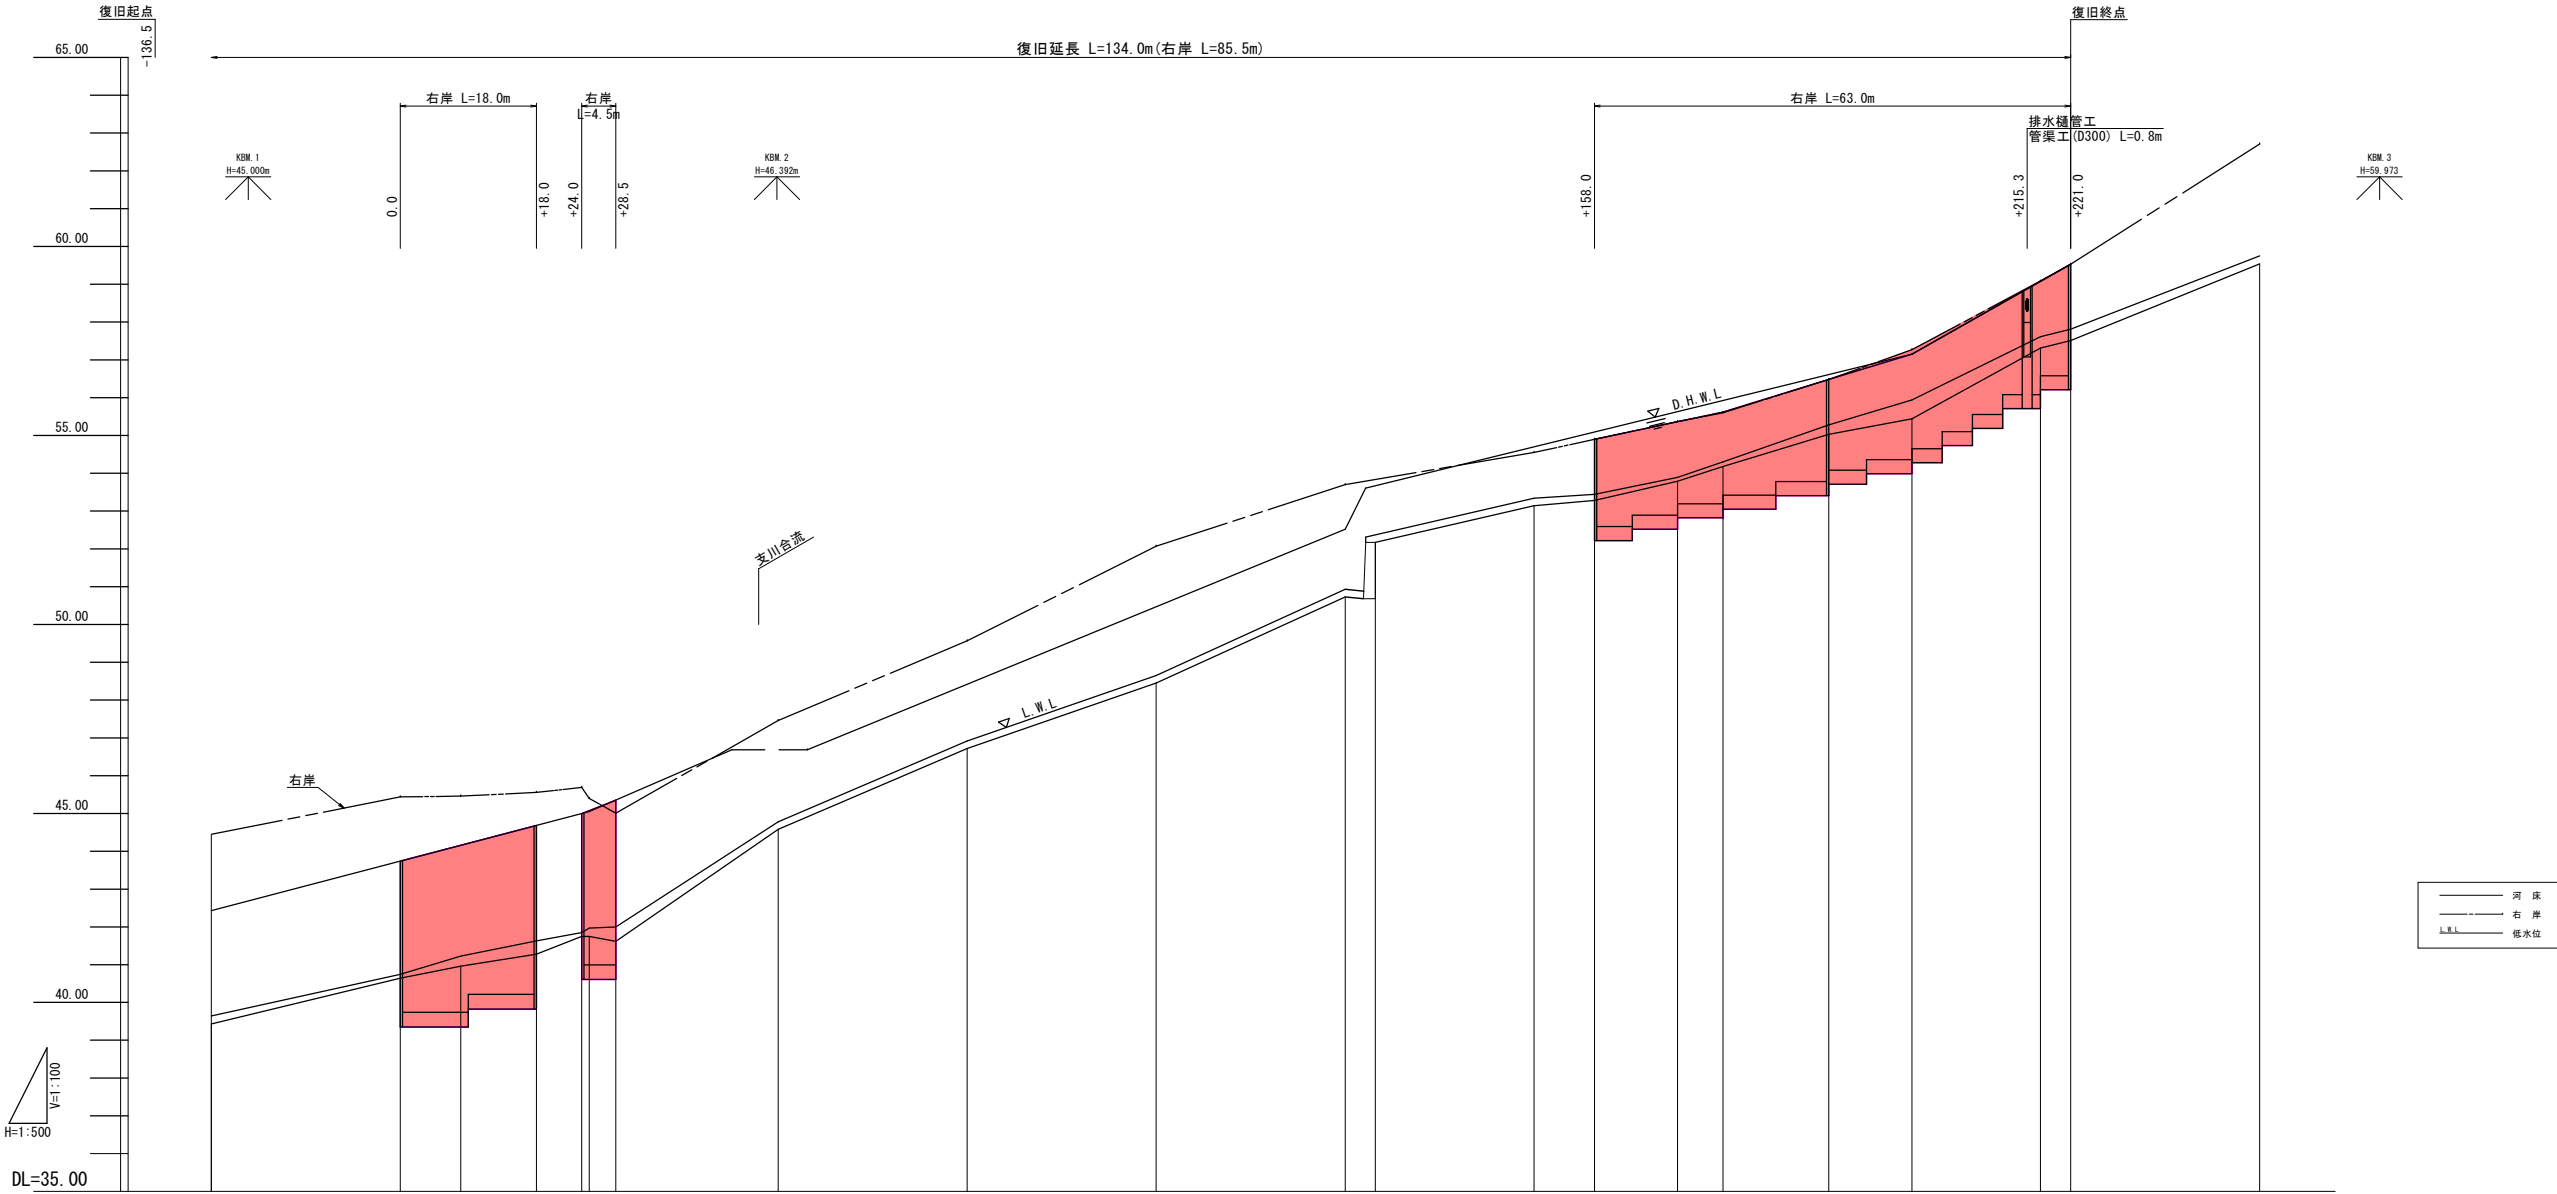 復旧起点
-136.5
復旧終点
復旧延長 L=134.0m(右岸 L=85.5m)
65.00
右岸 L=18.0m
右岸
L=4.5m
右岸 L=63.0m
排水樋管工
管渠工(D300) L=0.8m
KBM.1
H=45.000m
KBM.2
H=46.392m
KBM.3
H=59.973
0.0
+18.0
+24.0
+28.5
+158.0
+215.3
+221.0
60.00
D.H.W.L
55.00
支川合流
50.00
L.W.L
右岸
45.00
河 床
右 岸
L.W.L
低水位
40.00
V=1:100
H=1:500
DL=35.00